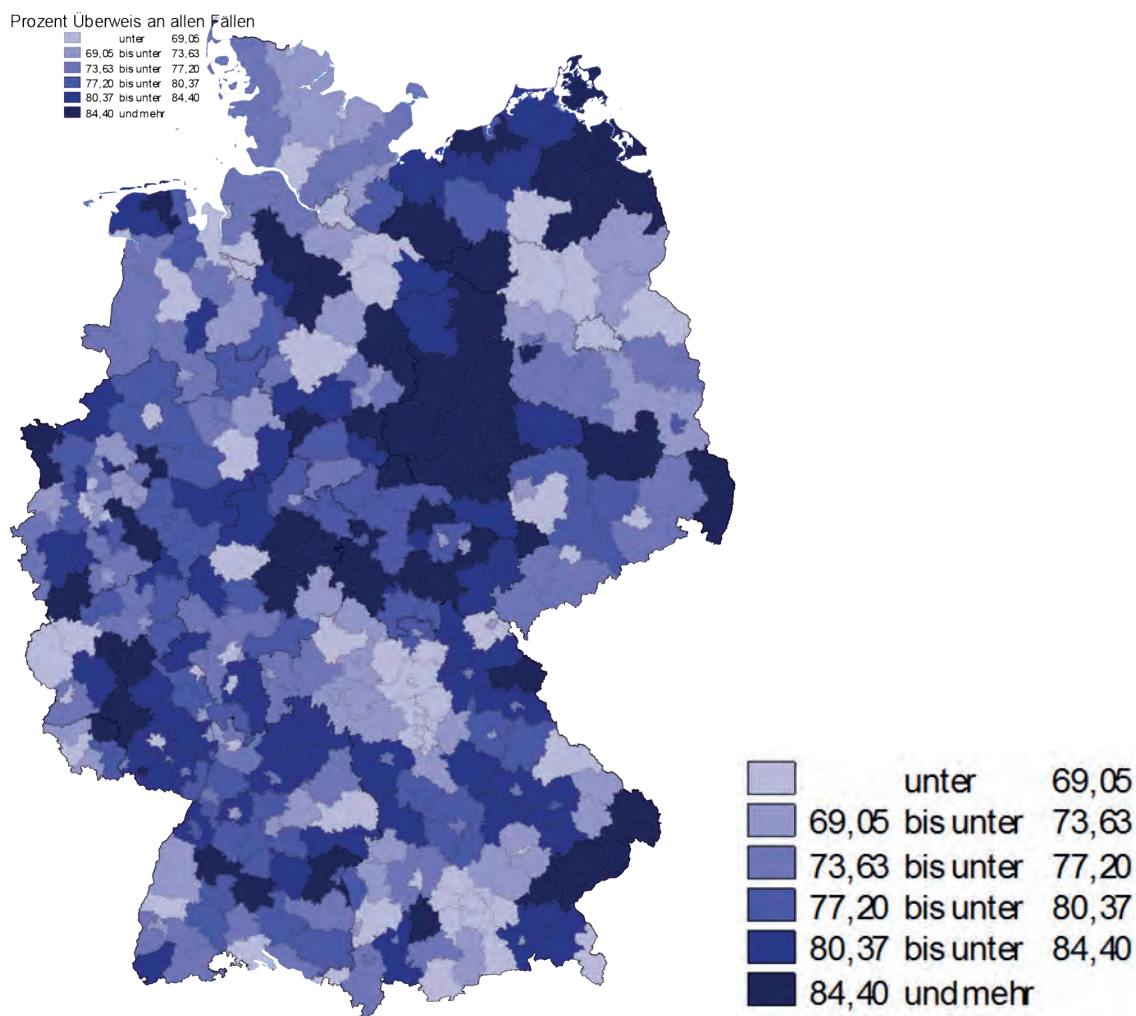 Prozent Überweis an allen Fällen
unter 69,05
69,05 bis unter 73,63
73,63 bis unter 77,20
77,20 bis unter 80,37
80,37 bis unter 84,40
84,40 und mehr
unter 69,05
69,05 bis unter 73,63
73,63 bis unter 77,20
77,20 bis unter 80,37
80,37 bis unter 84,40
84,40 und mehr